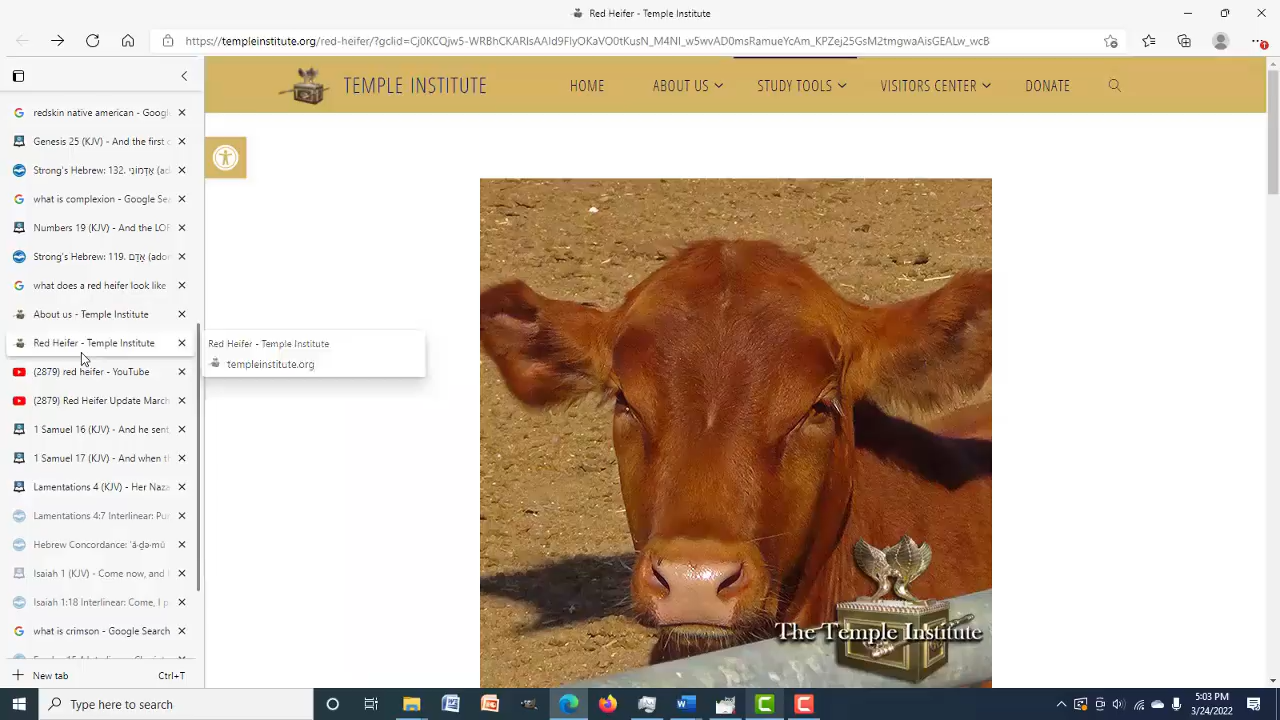 Red Heifer - Temple Institute
https://templeinstitute.org/red-heifer/?gclid=Cj0KCQjw5-WRBhCKARIsAAId9FlyOKaVO0tKusN_M4NI_w5wvAD0msRamueYcAm_KPZej25GsM2tmgwaAisGEALw_wcB
TEMPLE INSTITUTE
HOME
ABOUT US
STUDY TOOLS
VISITORS CENTER
DONATE
redskin native american - Googl
Genesis 25 (KJV) - And the first c
Strong's Hebrew: 132. אַדְמֹנִי (ad
what is complexion - Google Sea
Numbers 19 (KJV) - And the LOR
Strong's Hebrew: 119. אָדַם (ador
what does a red heifer look like
About us - Temple Institute
Red Heifer - Temple Institute
Red Heifer - Temple Institute
templeinstitute.org
(2879) red heifer - YouTube
(2879) Red Heifer Update March
1 Samuel 16 (KJV) - And he sent
1 Samuel 17 (KJV) - And when th
Lamentations 4 (KJV) - Her Naza
Lamentations 4:7 Interlinear: Pur
Hebrew Concordance: 'ā·ḏə·mū
Isaiah 1 (KJV) - Come now, and l
Isaiah 1:18 Interlinear: Come, I p
what is crimson - Google Search
The Temple Institute
New tab
Ctrl+T
Type here to search
5:03 PM
3/24/2022